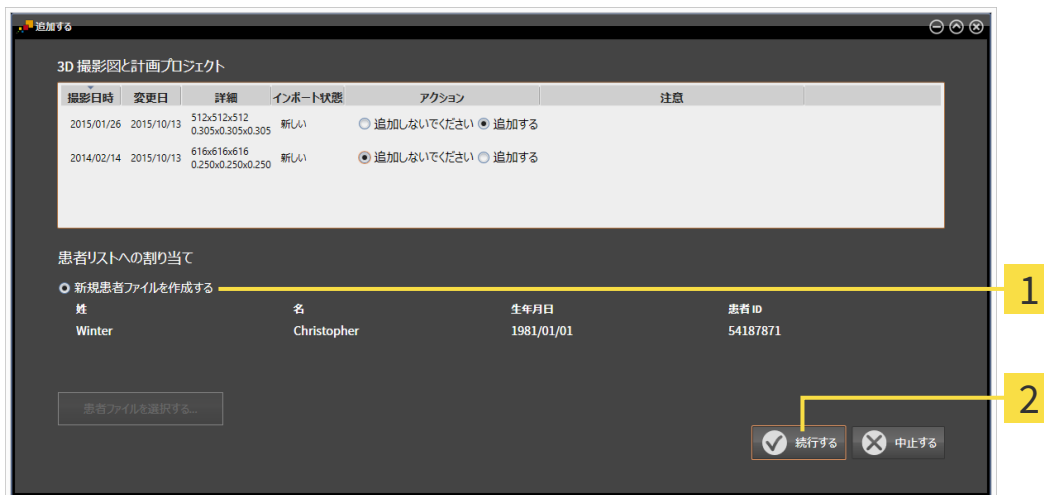 追加する
3D 撮影図と計画プロジェクト
撮影日時 変更日 詳細 インポート状態 アクション 注意
2015/01/26 2015/10/13 512x512x512 0.305x0.305x0.305 新しい 追加しないでください 追加する
2014/02/14 2015/10/13 616x616x616 0.250x0.250x0.250 新しい 追加しないでください 追加する
患者リストへの割り当て
新規患者ファイルを作成する
1
姓 名 生年月日 患者 ID
Winter Christopher 1981/01/01 54187871
患者ファイルを選択する...
2
続行する 中止する